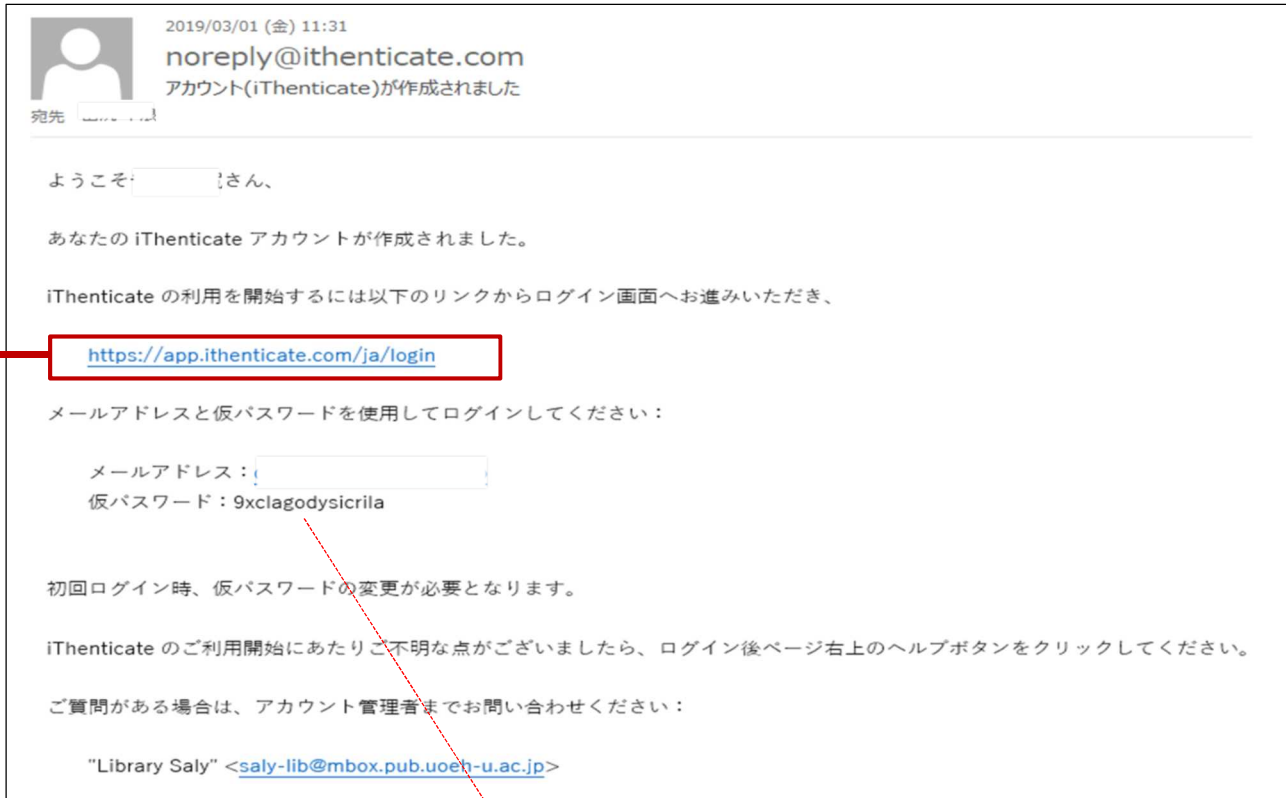 2019/03/01 (金) 11:31
noreply@ithenticate.com
アカウント(iThenticate)が作成されました
宛先
ようこそ さん、
あなたの iThenticate アカウントが作成されました。
iThenticate の利用を開始するには以下のリンクからログイン画面へお進みいただき、
https://app.ithenticate.com/ja/login
メールアドレスと仮パスワードを使用してログインしてください：
メールアドレス：
仮パスワード：9xclagodysicrila
初回ログイン時、仮パスワードの変更が必要となります。
iThenticate のご利用開始にあたりご不明な点がございましたら、ログイン後ページ右上のヘルプボタンをクリックしてください。
ご質問がある場合は、アカウント管理者までお問い合わせください：
"Library Saly" <saly-lib@mbox.pub.uoeh-u.ac.jp>